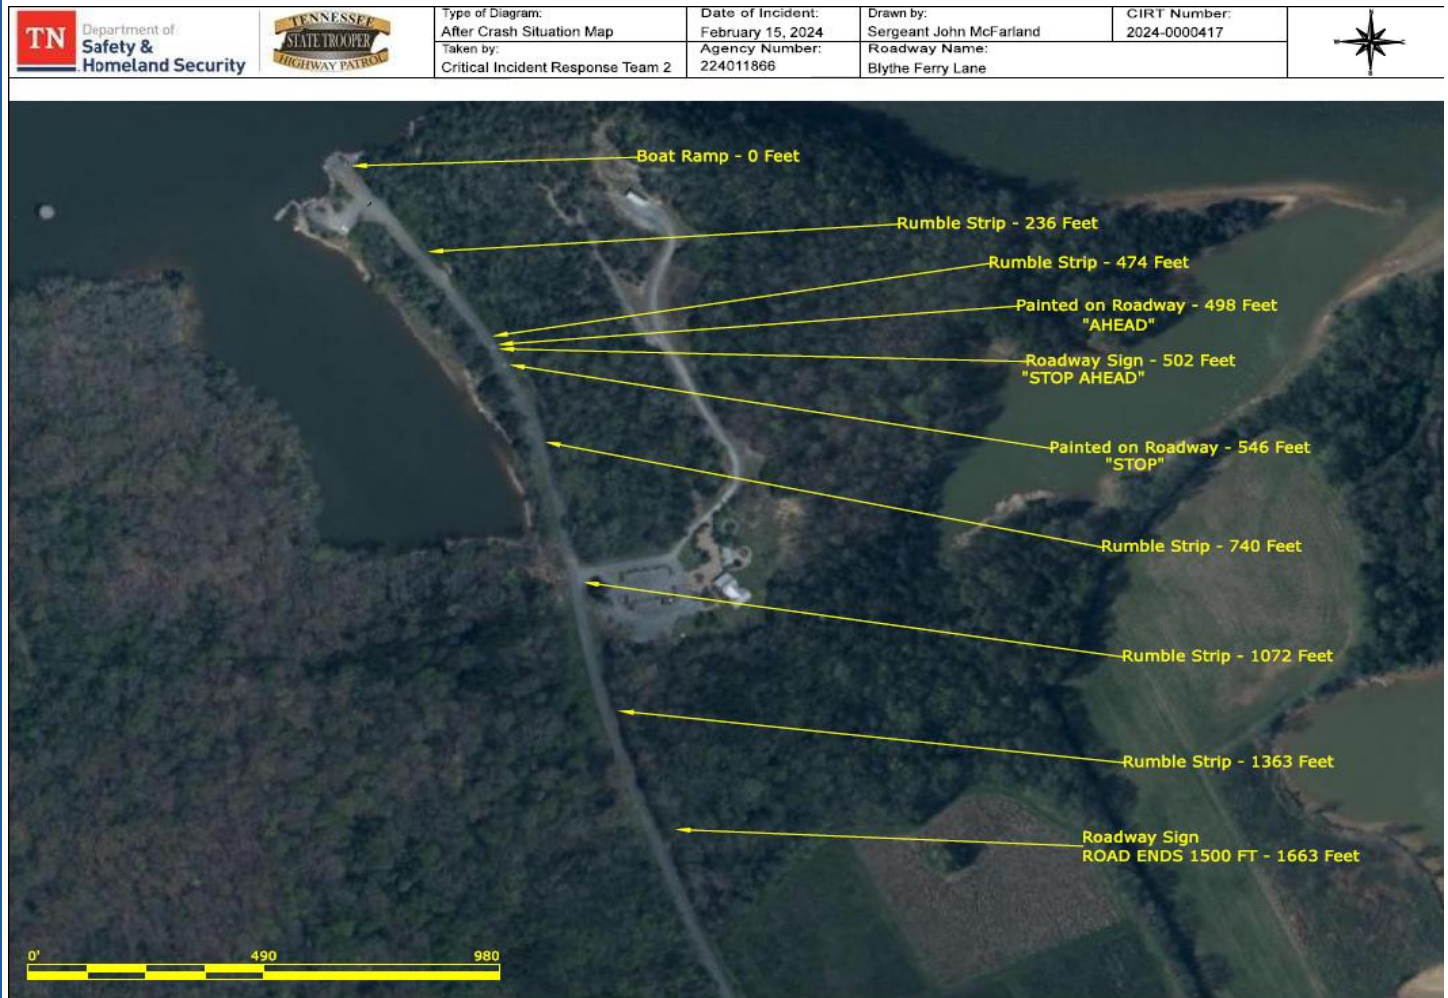 TN
Department of
Safety &
Homeland Security
TENNESSEE
STATE TROOPER
HIGHWAY PATROL
Type of Diagram:
After Crash Situation Map
Date of Incident:
February 15, 2024
Drawn by:
Sergeant John McFarland
CIRT Number:
2024-0000417
Taken by:
Critical Incident Response Team 2
Agency Number:
224011866
Roadway Name:
Blythe Ferry Lane
Boat Ramp - 0 Feet
Rumble Strip - 236 Feet
Rumble Strip - 474 Feet
Painted on Roadway - 498 Feet
"AHEAD"
Roadway Sign - 502 Feet
"STOP AHEAD"
Painted on Roadway - 546 Feet
"STOP"
Rumble Strip - 740 Feet
Rumble Strip - 1072 Feet
Rumble Strip - 1363 Feet
Roadway Sign
ROAD ENDS 1500 FT - 1663 Feet
0' 490 980